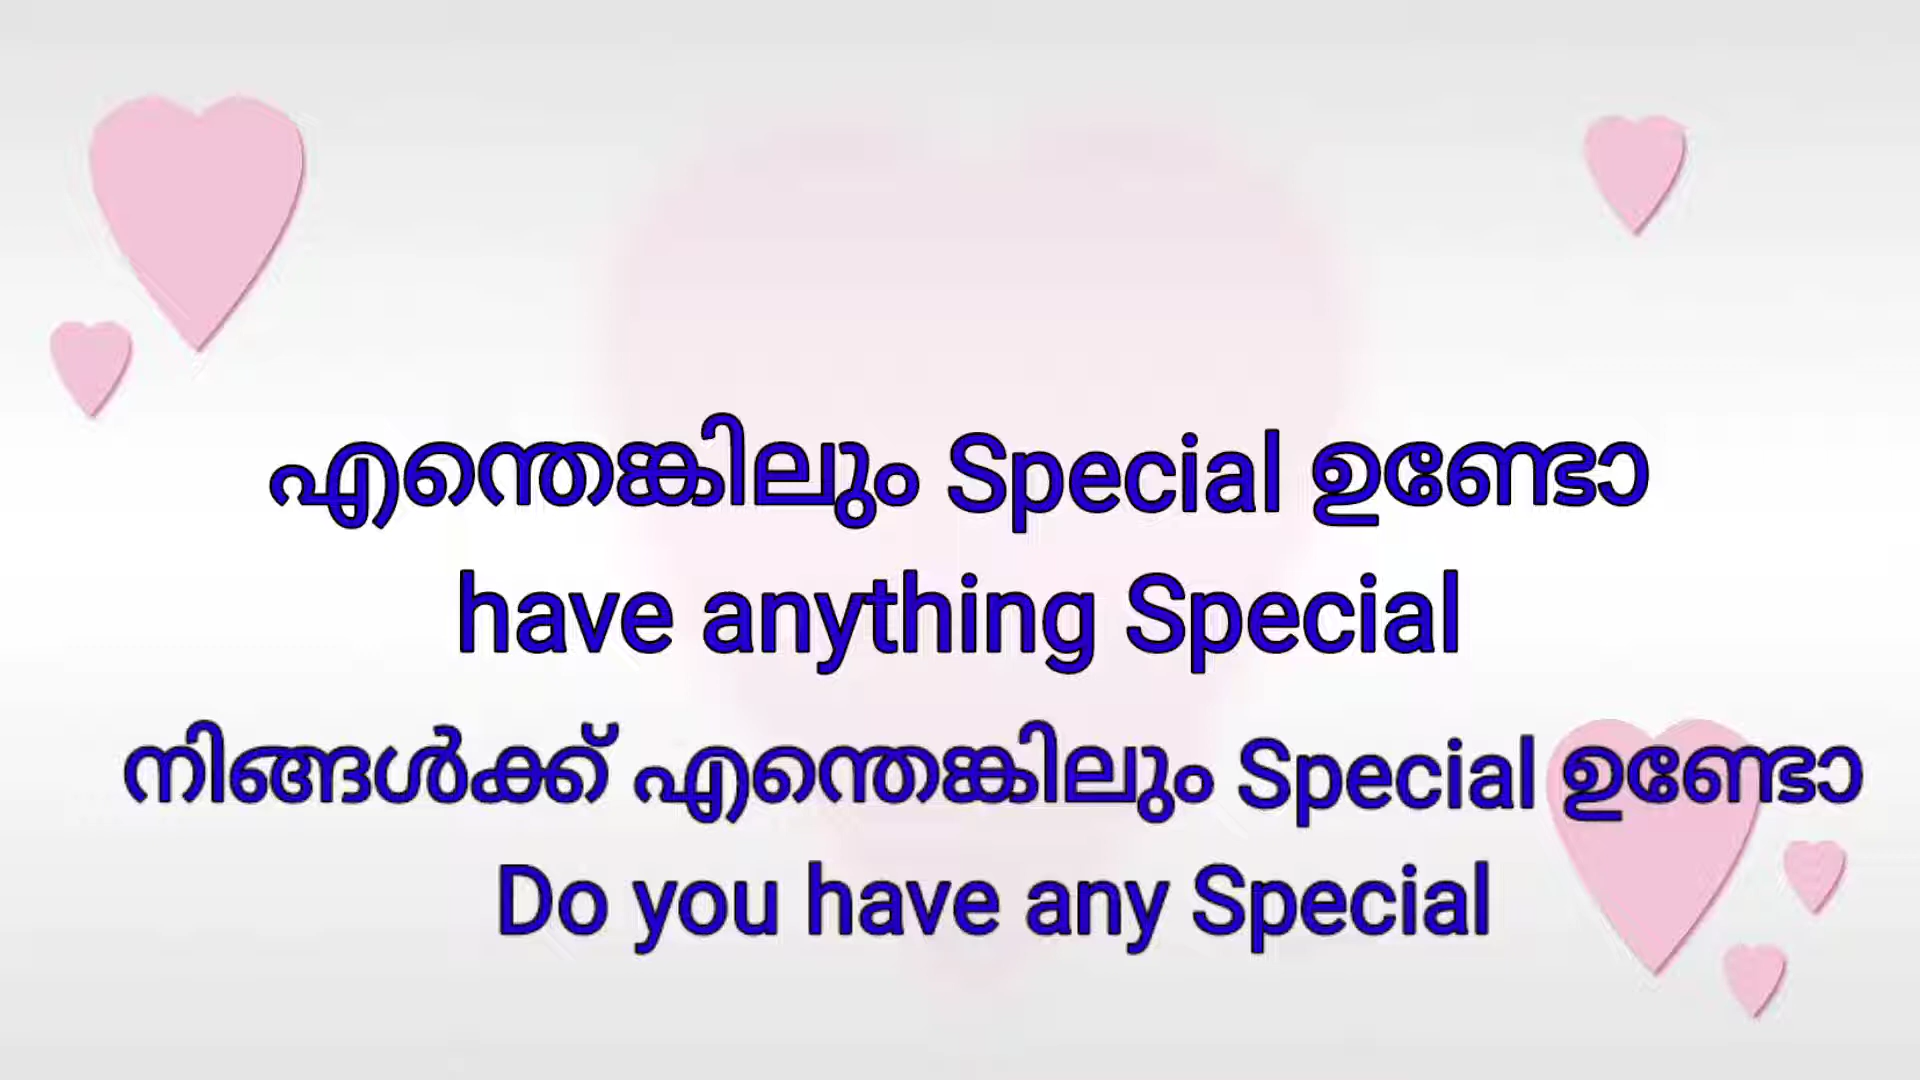 എന്തെങ്കിലും Special ഉണ്ടോ
have anything Special
നിങ്ങൾക്ക് എന്തെങ്കിലും Special ഉണ്ടോ
Do you have any Special